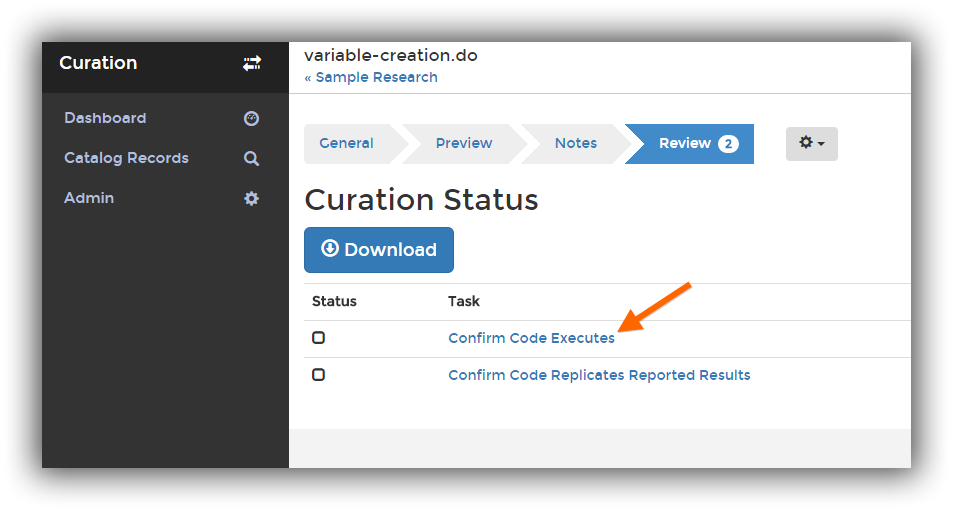 Curation
Dashboard
Catalog Records
Admin
variable-creation.do
« Sample Research
General
Preview
Notes
Review 2
Curation Status
Download
Status Task
Confirm Code Executes
Confirm Code Replicates Reported Results